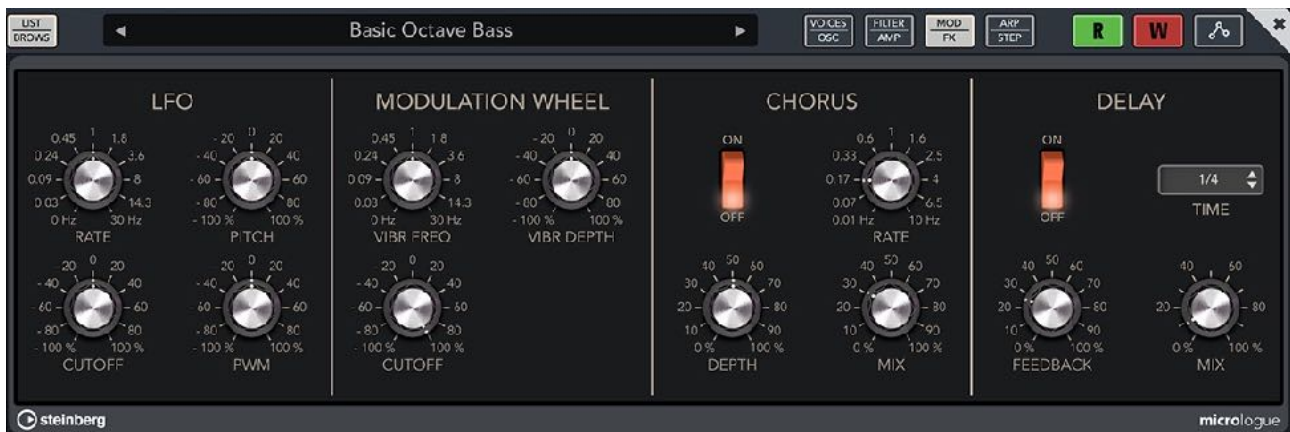 LIST
BROWS
Basic Octave Bass
VOICES
OSC
FILTER
AMP
MOD
FX
ARP
STEP
R
W
LFO
0 Hz 0.03 0.09 0.24 0.45 1 1.8 3.6 8 14.3 30 Hz
RATE
- 100 % - 80 - 60 - 40 - 20 0 20 40 60 80 100 %
PITCH
- 100 % - 80 - 60 - 40 - 20 0 20 40 60 80 100 %
CUTOFF
- 100 % - 80 - 60 - 40 - 20 0 20 40 60 80 100 %
PWM
MODULATION WHEEL
0 Hz 0.03 0.09 0.24 0.45 1 1.8 3.6 8 14.3 30 Hz
VIBR FREQ
- 100 % - 80 - 60 - 40 - 20 0 20 40 60 80 100 %
VIBR DEPTH
- 100 % - 80 - 60 - 40 - 20 0 20 40 60 80 100 %
CUTOFF
CHORUS
ON
OFF
0.01 Hz 0.07 0.17 0.33 0.6 1 1.6 2.5 4 6.5 10 Hz
RATE
0 % 10 20 30 40 50 60 70 80 90 100 %
DEPTH
0 % 10 20 30 40 50 60 70 80 90 100 %
MIX
DELAY
ON
OFF
1/4
TIME
0 % 10 20 30 40 50 60 70 80 90 100 %
FEEDBACK
0 % 20 40 60 80 100 %
MIX
steinberg
micrologue